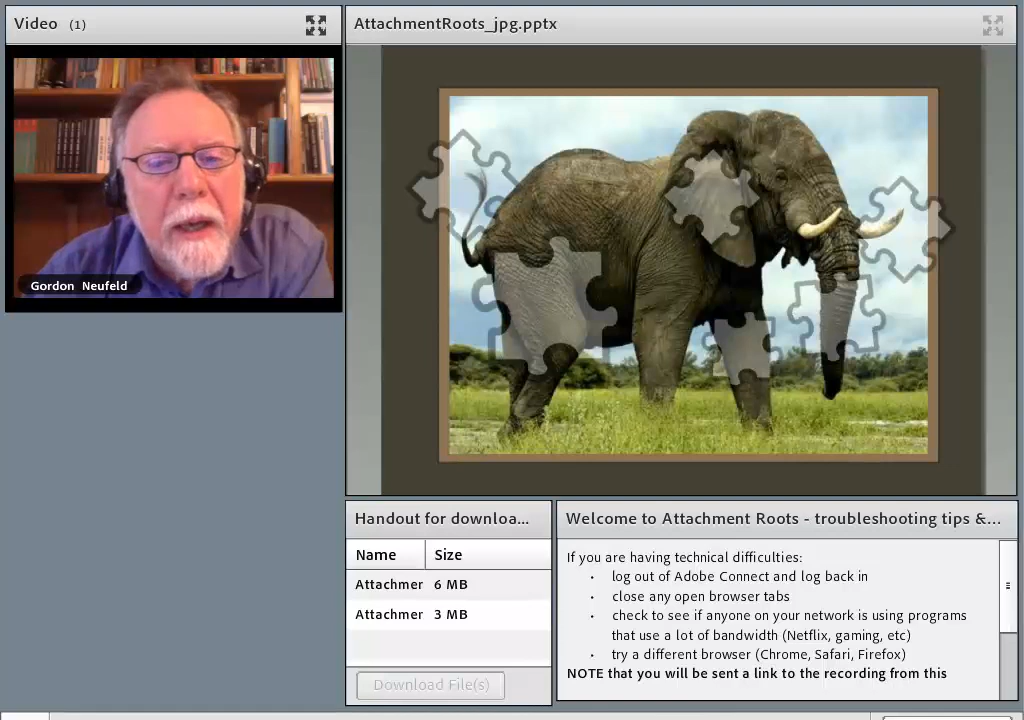 Video (1)
AttachmentRoots_jpg.pptx
Gordon Neufeld
Handout for downloa...
Name Size
Attachmer 6 MB
Attachmer 3 MB
Download File(s)
Welcome to Attachment Roots - troubleshooting tips &...
If you are having technical difficulties:
• log out of Adobe Connect and log back in
• close any open browser tabs
• check to see if anyone on your network is using programs
that use a lot of bandwidth (Netflix, gaming, etc)
• try a different browser (Chrome, Safari, Firefox)
NOTE that you will be sent a link to the recording from this